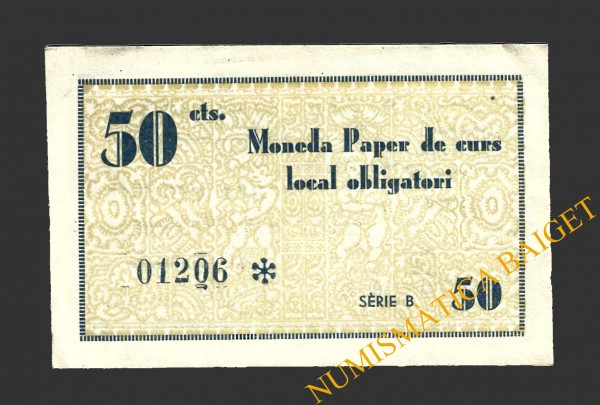 50 cts.
Moneda Paper de curs
local obligatori
01206 *
SÈRIE B 50
NUMISMATICA BAIGET